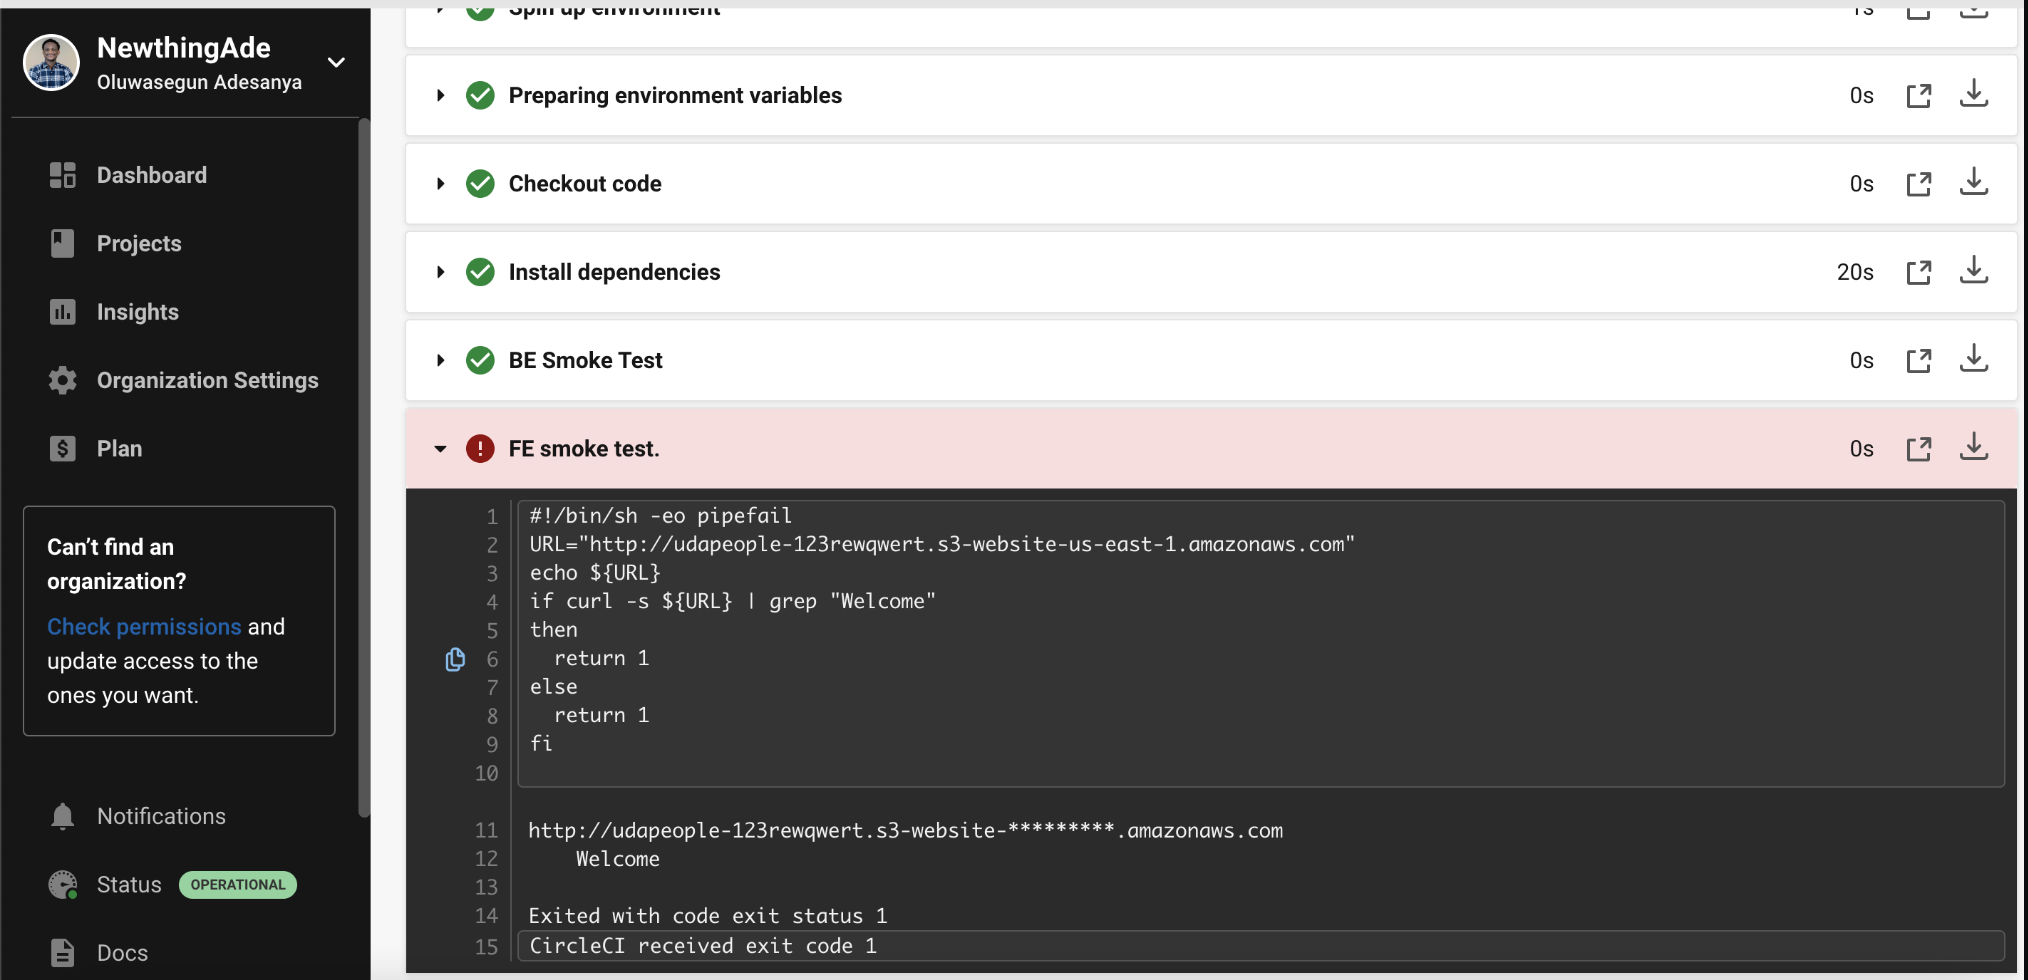 NewthingAde
Oluwasegun Adesanya
Dashboard
Projects
Insights
Organization Settings
Plan
Can't find an
organization?
Check permissions and
update access to the
ones you want.
Notifications
Status OPERATIONAL
Docs
Spin up environment 1s
Preparing environment variables 0s
Checkout code 0s
Install dependencies 20s
BE Smoke Test 0s
FE smoke test. 0s
1 #!/bin/sh -eo pipefail
2 URL="http://udapeople-123rewqwert.s3-website-us-east-1.amazonaws.com"
3 echo ${URL}
4 if curl -s ${URL} | grep "Welcome"
5 then
6 return 1
7 else
8 return 1
9 fi
10
11 http://udapeople-123rewqwert.s3-website-*********.amazonaws.com
12 Welcome
13
14 Exited with code exit status 1
15 CircleCI received exit code 1